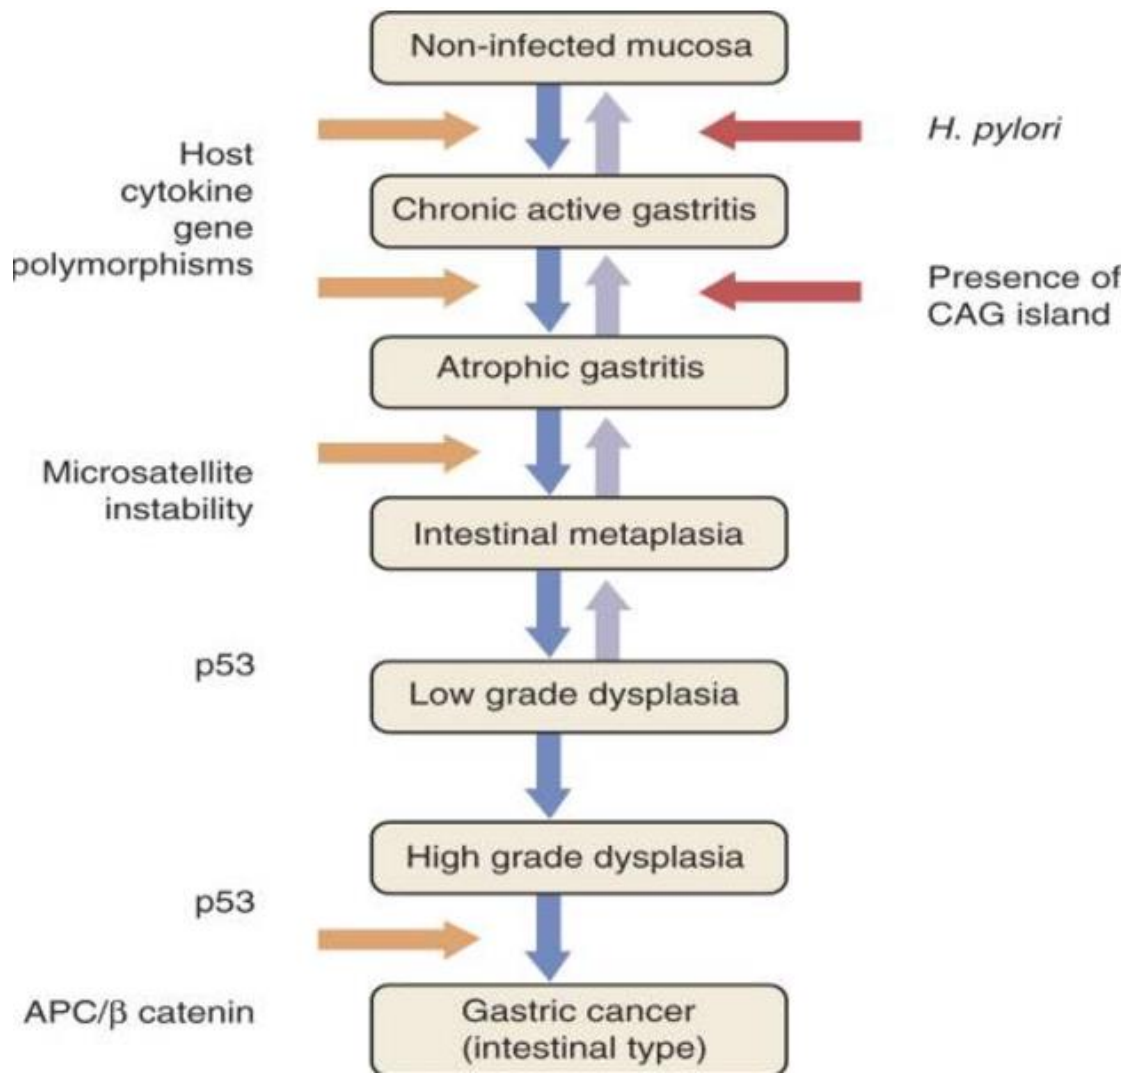 Non-infected mucosa
H. pylori
Host
cytokine
gene
polymorphisms
Chronic active gastritis
Presence of
CAG island
Atrophic gastritis
Microsatellite
instability
Intestinal metaplasia
p53
Low grade dysplasia
High grade dysplasia
p53
APC/β catenin
Gastric cancer
(intestinal type)